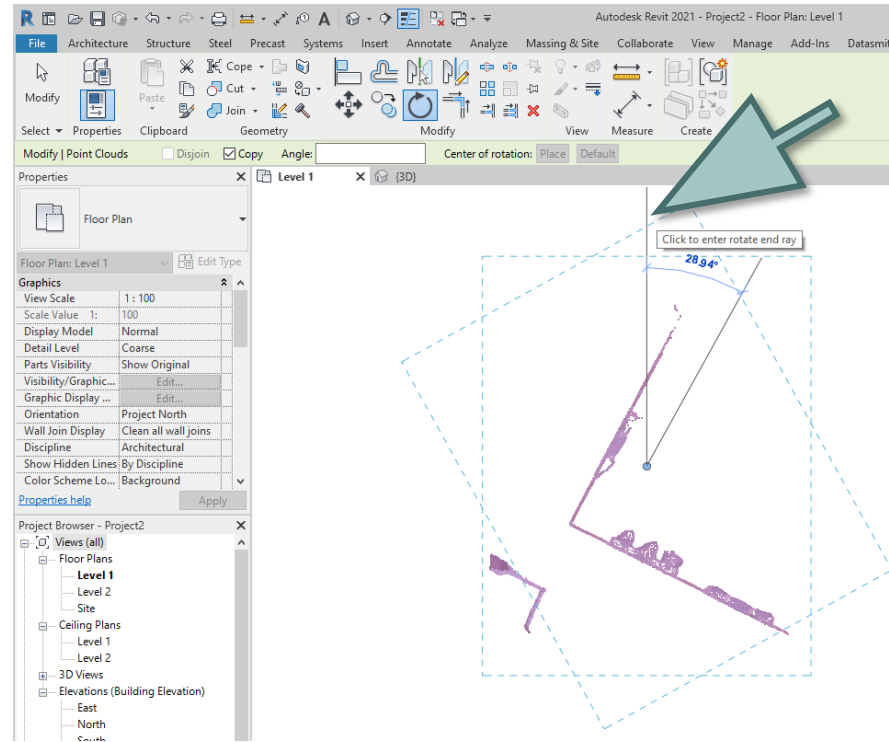 R A Autodesk Revit 2021 - Project2 - Floor Plan: Level 1
File Architecture Structure Steel Precast Systems Insert Annotate Analyze Massing & Site Collaborate View Manage Add-Ins Datasmit
Modify Paste Cope Cut Join
Select Properties Clipboard Geometry Modify View Measure Create
Modify | Point Clouds Disjoin Copy Angle: Center of rotation: Place Default
Properties X Level 1 X {3D}
Floor Plan
Floor Plan: Level 1 Edit Type
Graphics
View Scale 1 : 100
Scale Value 1: 100
Display Model Normal
Detail Level Coarse
Parts Visibility Show Original
Visibility/Graphic... Edit...
Graphic Display ... Edit...
Orientation Project North
Wall Join Display Clean all wall joins
Discipline Architectural
Show Hidden Lines By Discipline
Color Scheme Lo... Background
Properties help Apply
Project Browser - Project2 X
Views (all)
Floor Plans
Level 1
Level 2
Site
Ceiling Plans
Level 1
Level 2
3D Views
Elevations (Building Elevation)
East
North
South
Click to enter rotate end ray
28.94°